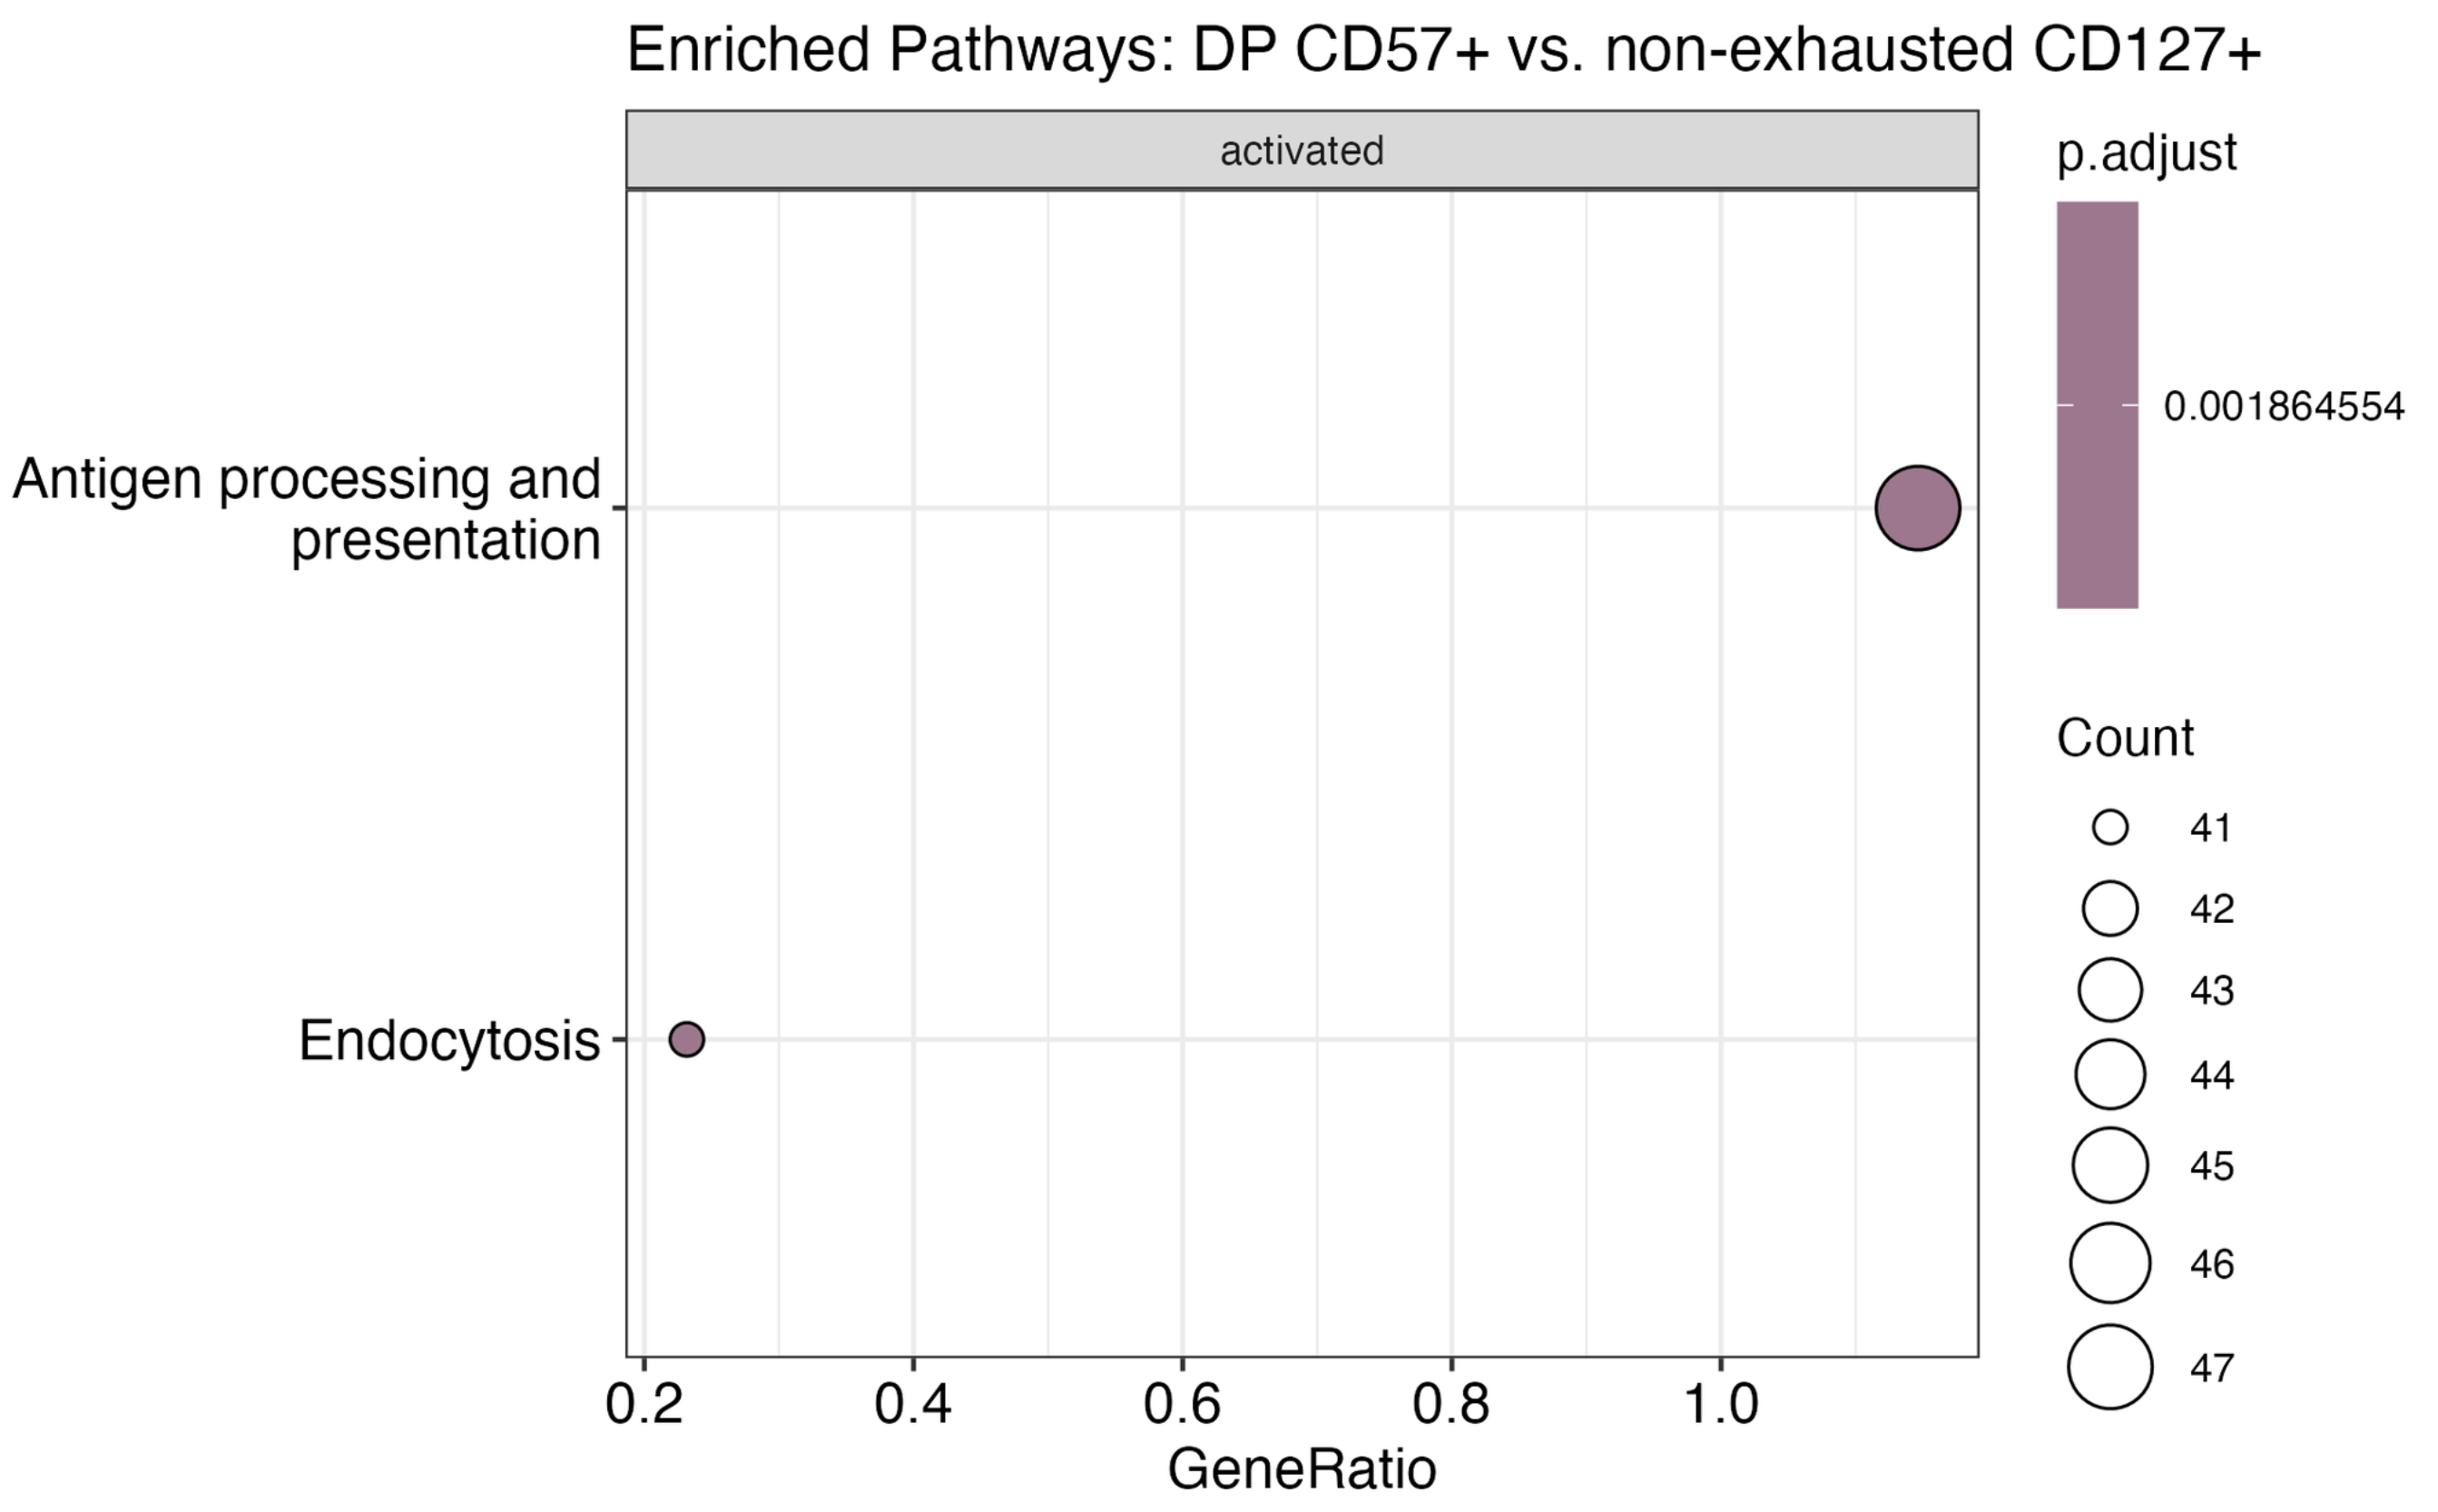 Enriched Pathways: DP CD57+ vs. non-exhausted CD127+
activated
Antigen processing and
presentation
Endocytosis
0.2
0.4
0.6
0.8
1.0
GeneRatio
p.adjust
0.001864554
Count
41
42
43
44
45
46
47